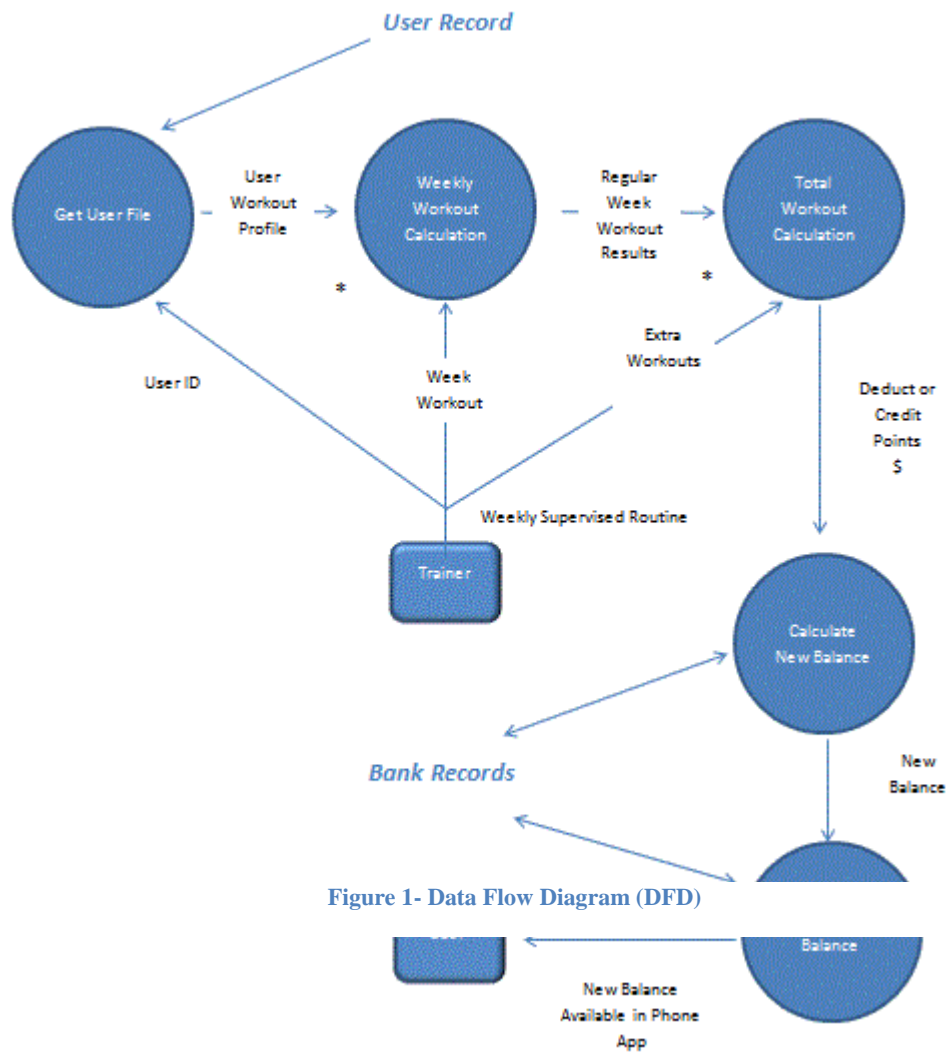 User Record
Get User File
User
Workout
Profile
Weekly
Workout
Calculation
Regular
Week
Workout
Results
Total
Workout
Calculation
*
*
User ID
Week
Workout
Extra
Workouts
Deduct or
Credit
Points
$
Weekly Supervised Routine
Trainer
Calculate
New Balance
Bank Records
New
Balance
Figure 1- Data Flow Diagram (DFD)
Balance
New Balance
Available in Phone
App